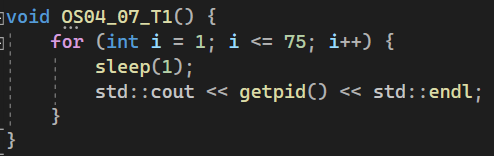 void OS04_07_T1() {
for (int i = 1; i <= 75; i++) {
sleep(1);
std::cout << getpid() << std::endl;
}
}